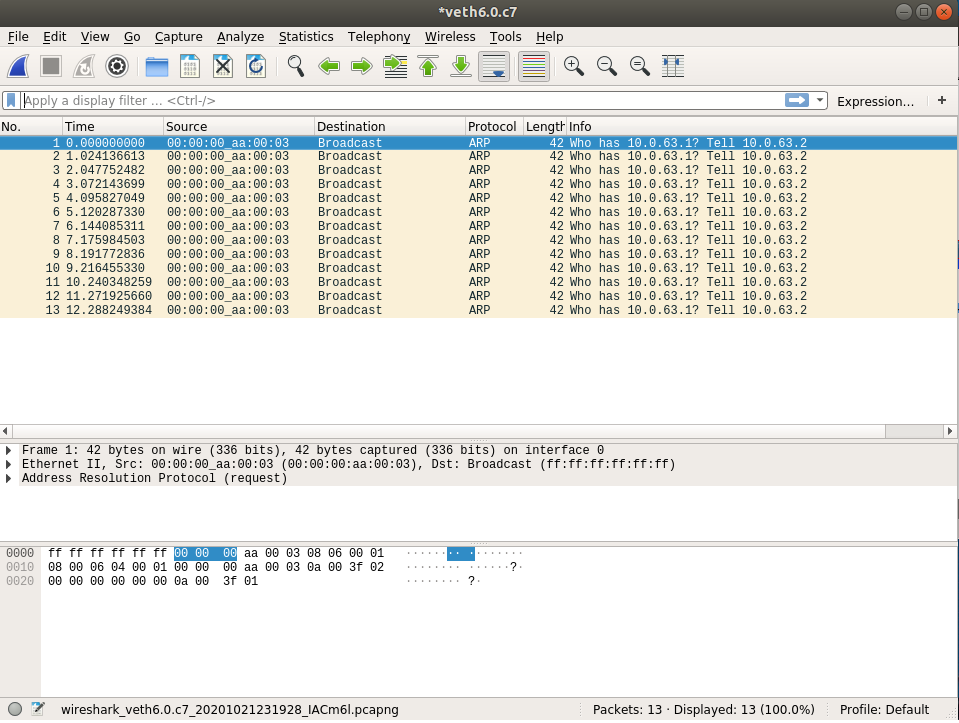 *veth6.0.c7
File Edit View Go Capture Analyze Statistics Telephony Wireless Tools Help
Apply a display filter … <Ctrl-/> Expression… +
No. Time Source Destination Protocol Length Info
1 0.000000000 00:00:00_aa:00:03 Broadcast ARP 42 Who has 10.0.63.1? Tell 10.0.63.2
2 1.024136613 00:00:00_aa:00:03 Broadcast ARP 42 Who has 10.0.63.1? Tell 10.0.63.2
3 2.047752482 00:00:00_aa:00:03 Broadcast ARP 42 Who has 10.0.63.1? Tell 10.0.63.2
4 3.072143699 00:00:00_aa:00:03 Broadcast ARP 42 Who has 10.0.63.1? Tell 10.0.63.2
5 4.095827049 00:00:00_aa:00:03 Broadcast ARP 42 Who has 10.0.63.1? Tell 10.0.63.2
6 5.120287330 00:00:00_aa:00:03 Broadcast ARP 42 Who has 10.0.63.1? Tell 10.0.63.2
7 6.144085311 00:00:00_aa:00:03 Broadcast ARP 42 Who has 10.0.63.1? Tell 10.0.63.2
8 7.175984503 00:00:00_aa:00:03 Broadcast ARP 42 Who has 10.0.63.1? Tell 10.0.63.2
9 8.191772836 00:00:00_aa:00:03 Broadcast ARP 42 Who has 10.0.63.1? Tell 10.0.63.2
10 9.216455330 00:00:00_aa:00:03 Broadcast ARP 42 Who has 10.0.63.1? Tell 10.0.63.2
11 10.240348259 00:00:00_aa:00:03 Broadcast ARP 42 Who has 10.0.63.1? Tell 10.0.63.2
12 11.271925660 00:00:00_aa:00:03 Broadcast ARP 42 Who has 10.0.63.1? Tell 10.0.63.2
13 12.288249384 00:00:00_aa:00:03 Broadcast ARP 42 Who has 10.0.63.1? Tell 10.0.63.2
Frame 1: 42 bytes on wire (336 bits), 42 bytes captured (336 bits) on interface 0
Ethernet II, Src: 00:00:00_aa:00:03 (00:00:00:aa:00:03), Dst: Broadcast (ff:ff:ff:ff:ff:ff)
Address Resolution Protocol (request)
0000 ff ff ff ff ff ff 00 00 00 aa 00 03 08 06 00 01 ········ ········
0010 08 00 06 04 00 01 00 00 00 aa 00 03 0a 00 3f 02 ········ ······?·
0020 00 00 00 00 00 00 0a 00 3f 01 ········ ?·
wireshark_veth6.0.c7_20201021231928_IACm6l.pcapng Packets: 13 · Displayed: 13 (100.0%) Profile: Default